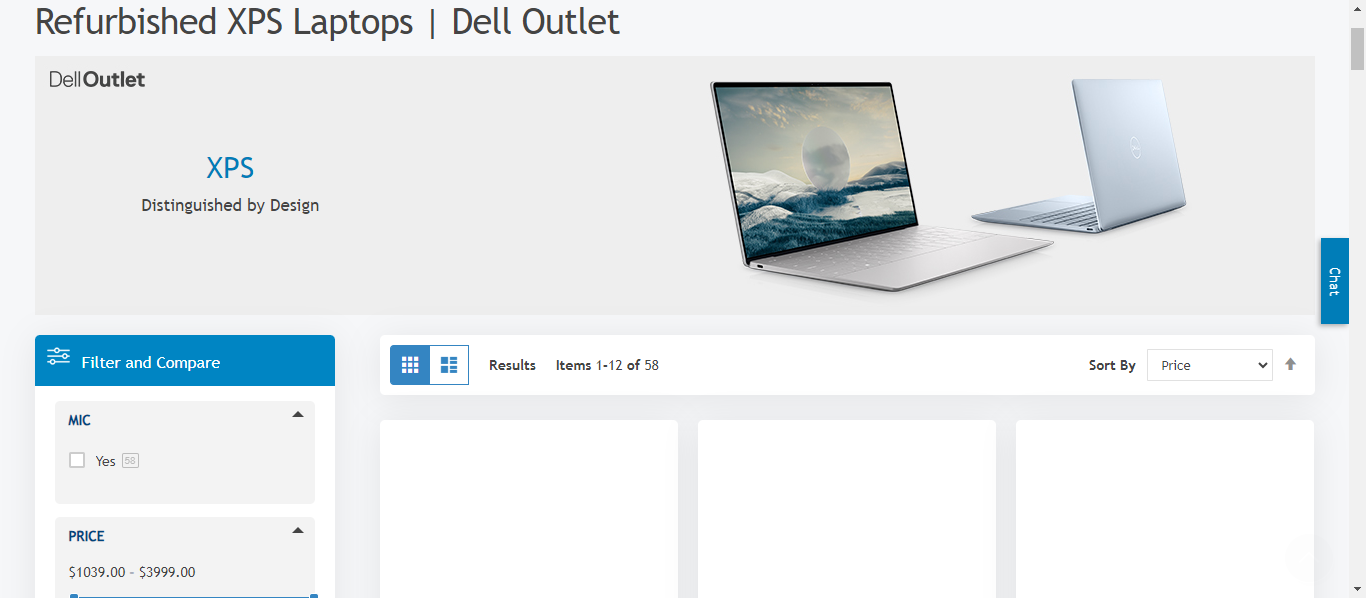 Refurbished XPS Laptops | Dell Outlet
DellOutlet
XPS
Distinguished by Design
Chat
Filter and Compare
Results Items 1-12 of 58
Sort By Price
MIC
Yes 58
PRICE
$1039.00 - $3999.00